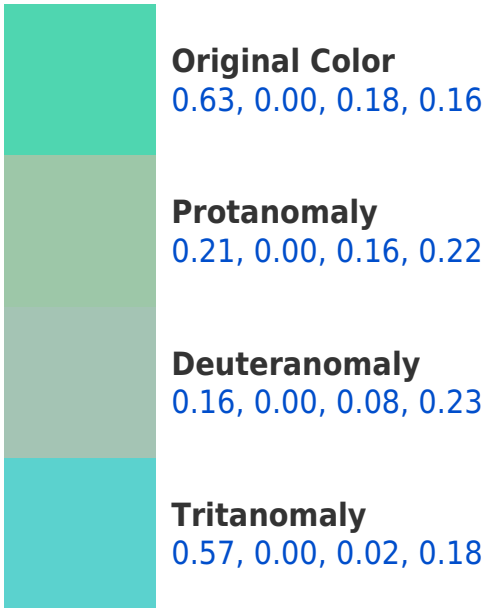 Original Color
0.63, 0.00, 0.18, 0.16
Protanomaly
0.21, 0.00, 0.16, 0.22
Deuteranomaly
0.16, 0.00, 0.08, 0.23
Tritanomaly
0.57, 0.00, 0.02, 0.18